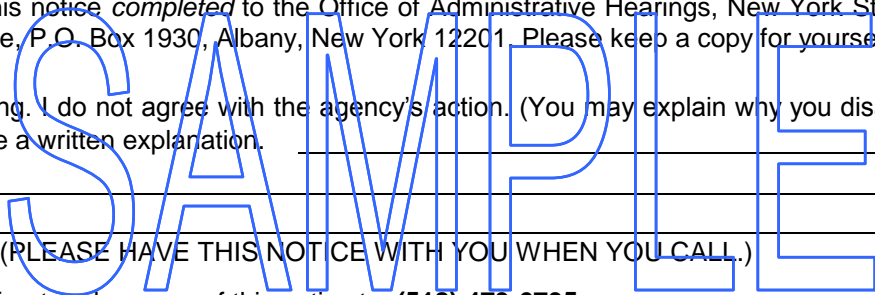 his notice completed to the Office of Administrative Hearings, New York St
e, P.O. Box 1930, Albany, New York 12201. Please keep a copy for yourse
ng. I do not agree with the agency's action. (You may explain why you dis
e a written explanation.
(PLEASE HAVE THIS NOTICE WITH YOU WHEN YOU CALL.)
SAMPLE